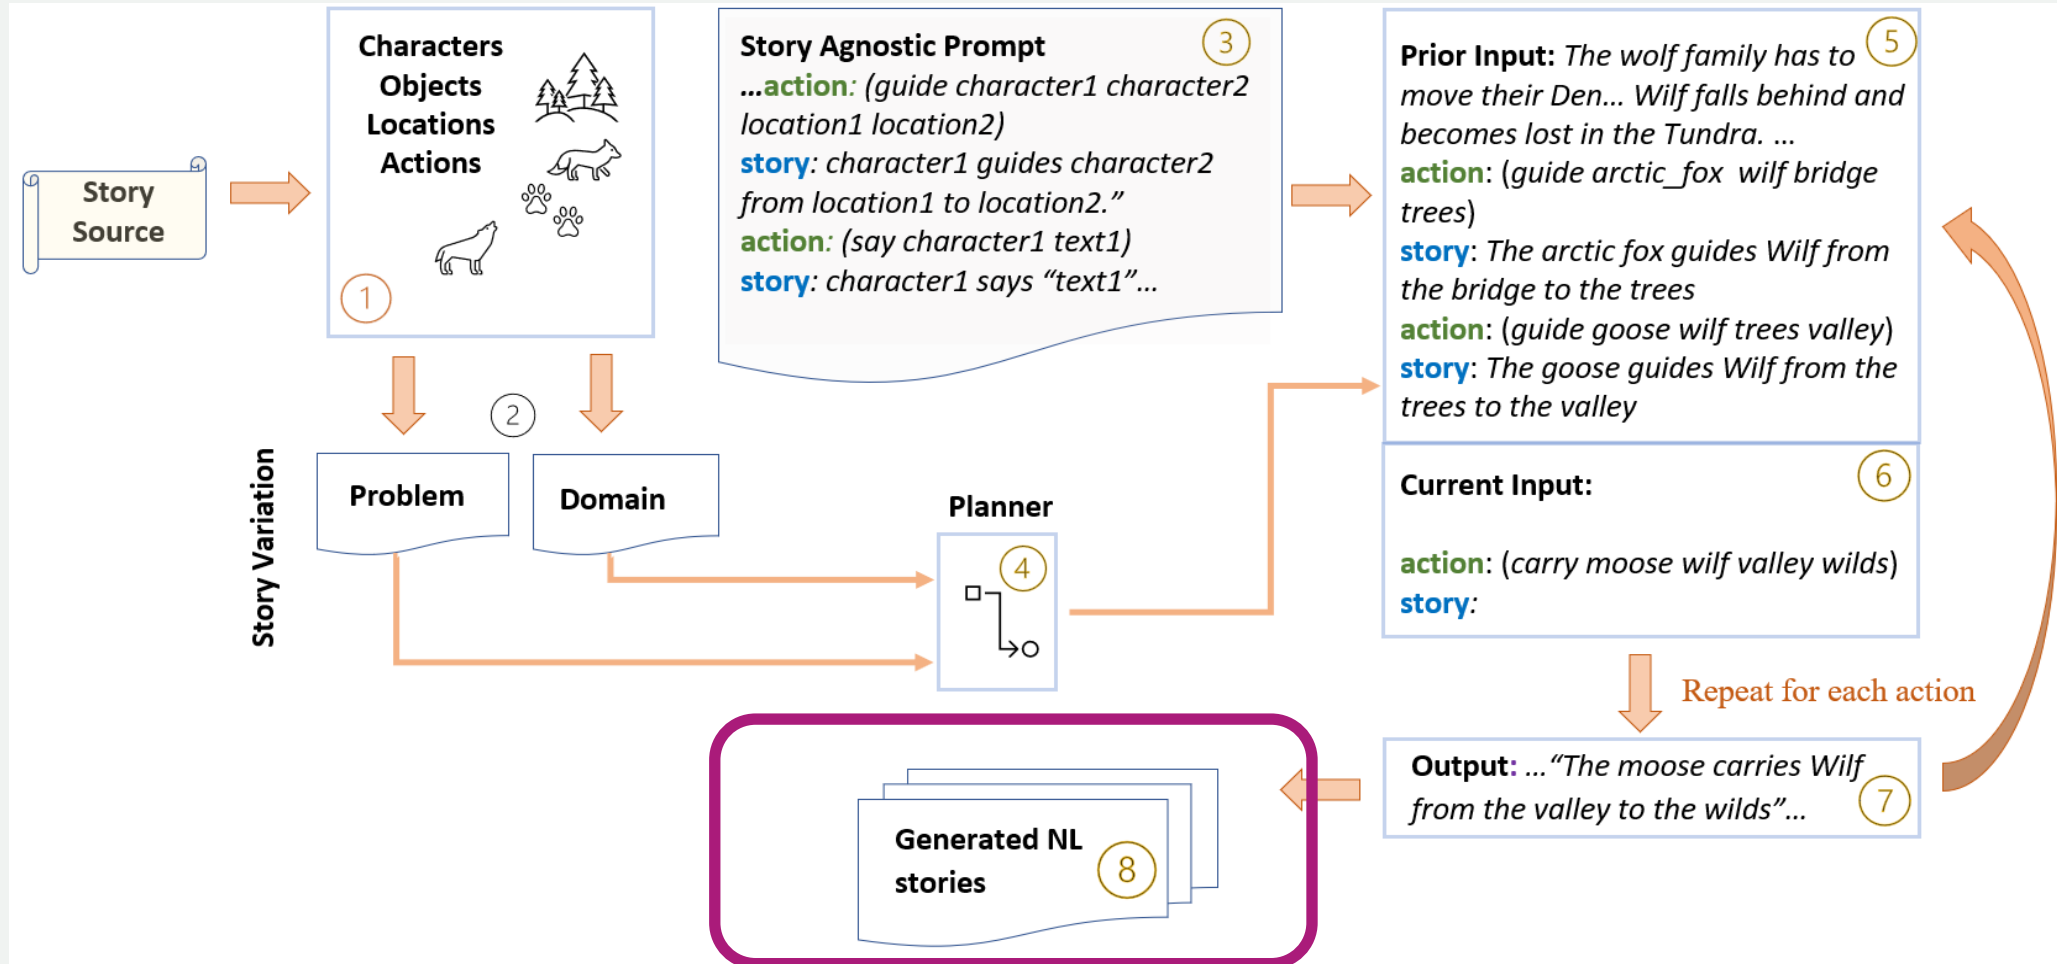 Story
Source
Characters
Objects
Locations
Actions
1
2
Story Variation
Problem
Domain
Story Agnostic Prompt
3
...action: (guide character1 character2
location1 location2)
story: character1 guides character2
from location1 to location2.”
action: (say character1 text1)
story: character1 says “text1”...
Planner
4
Prior Input: The wolf family has to
5
move their Den... Wilf falls behind and
becomes lost in the Tundra. ...
action: (guide arctic_fox wilf bridge
trees)
story: The arctic fox guides Wilf from
the bridge to the trees
action: (guide goose wilf trees valley)
story: The goose guides Wilf from the
trees to the valley
Current Input:
6
action: (carry moose wilf valley wilds)
story:
Repeat for each action
Output: ...“The moose carries Wilf
from the valley to the wilds”...
7
Generated NL
stories
8